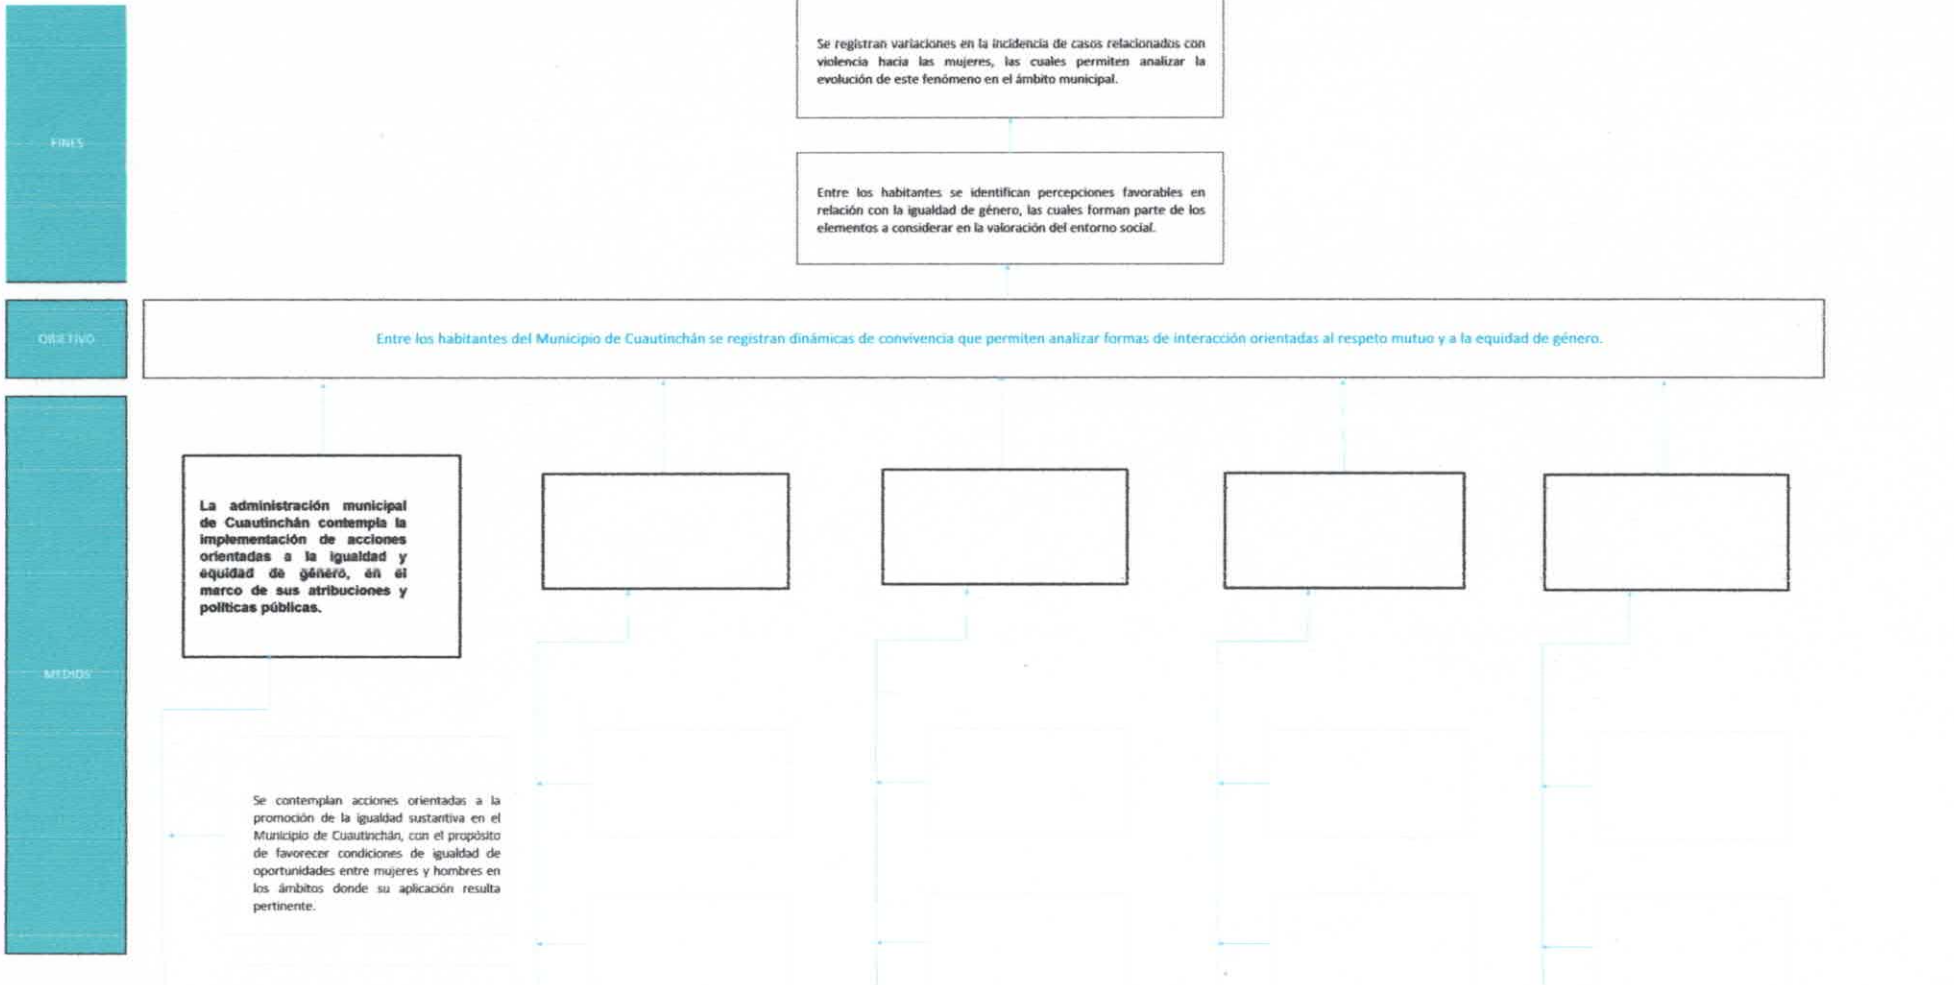 FINES
Se registran variaciones en la incidencia de casos relacionados con
violencia hacia las mujeres, las cuales permiten analizar la
evolución de este fenómeno en el ámbito municipal.
Entre los habitantes se identifican percepciones favorables en
relación con la igualdad de género, las cuales forman parte de los
elementos a considerar en la valoración del entorno social.
OBJETIVO
Entre los habitantes del Municipio de Cuautinchán se registran dinámicas de convivencia que permiten analizar formas de interacción orientadas al respeto mutuo y a la equidad de género.
MEDIOS
La administración municipal
de Cuautinchán contempla la
implementación de acciones
orientadas a la igualdad y
equidad de género, en el
marco de sus atribuciones y
políticas públicas.
Se contemplan acciones orientadas a la
promoción de la igualdad sustantiva en el
Municipio de Cuautinchán, con el propósito
de favorecer condiciones de igualdad de
oportunidades entre mujeres y hombres en
los ámbitos donde su aplicación resulta
pertinente.